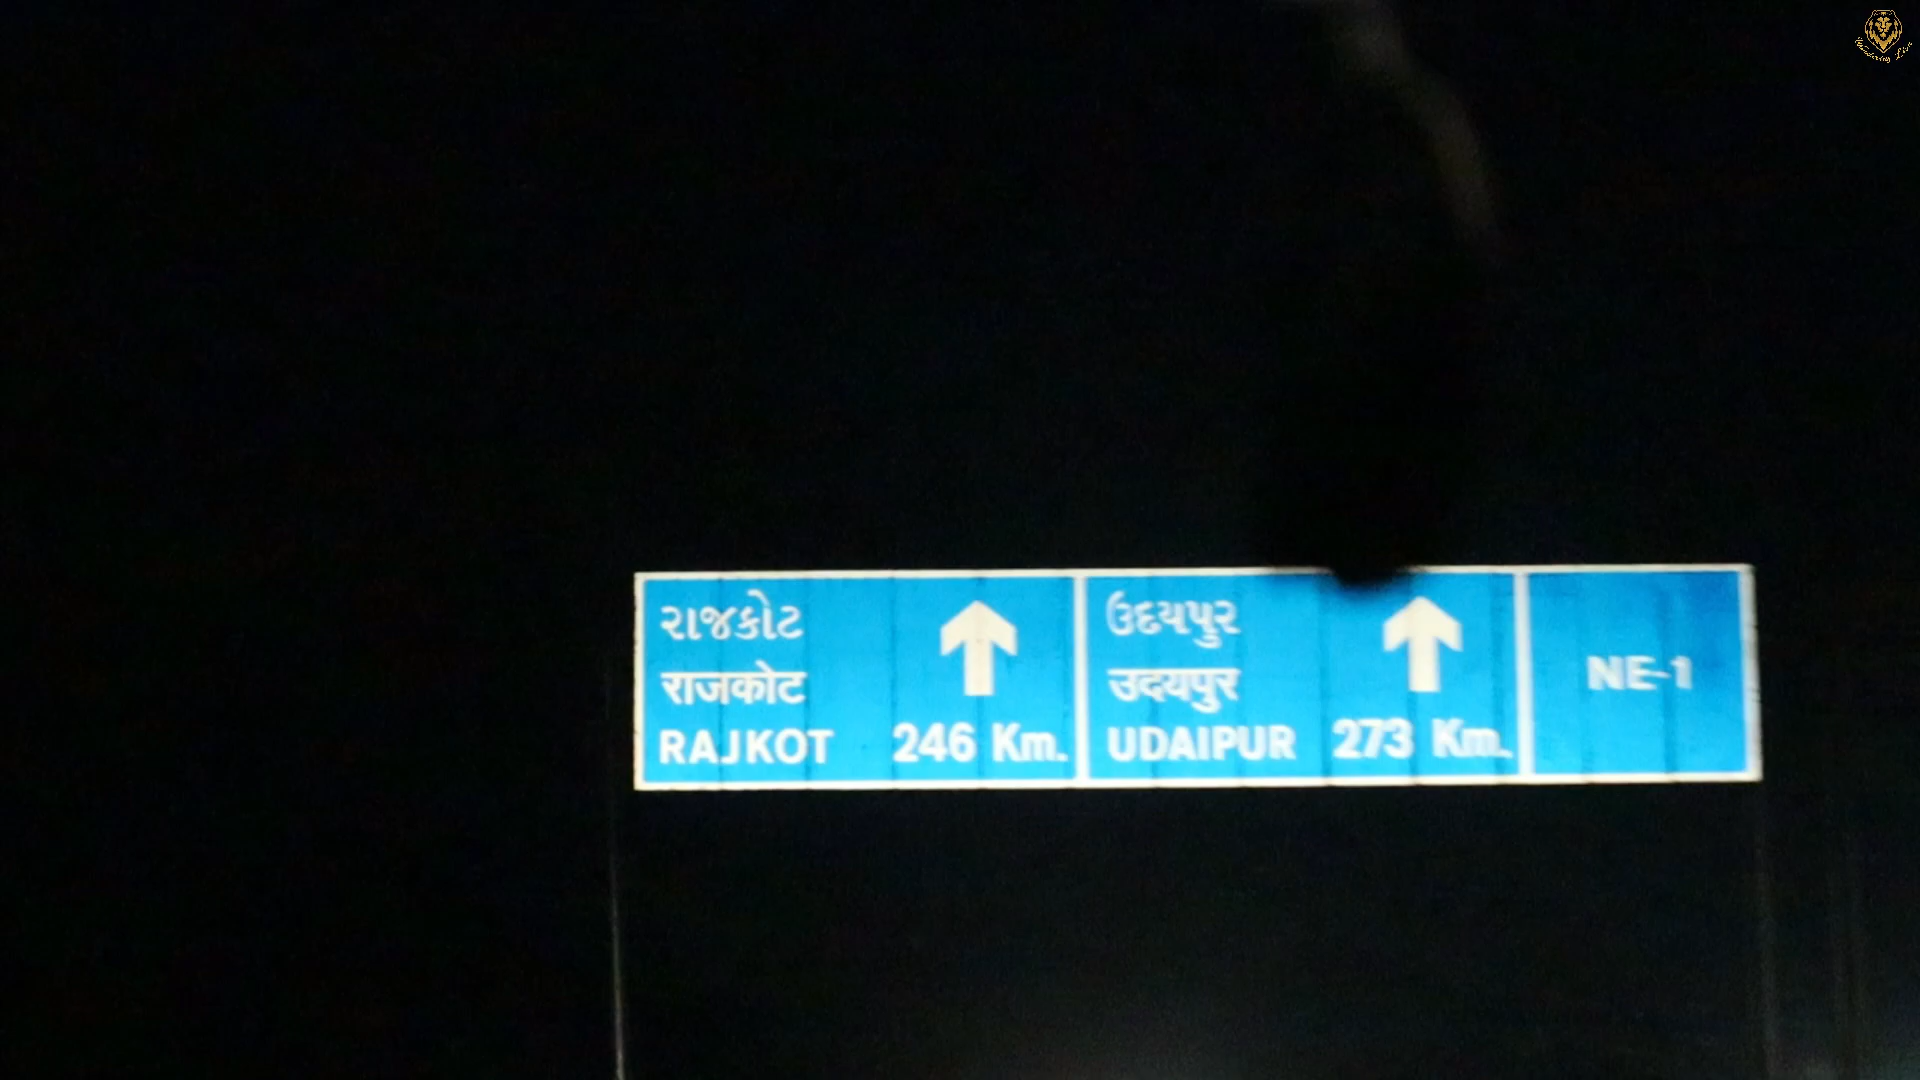 રાજકોટ
राजकोट
RAJKOT 246 Km.
ઉદયપુર
उदयपुर
UDAIPUR 273 Km.
NE-1